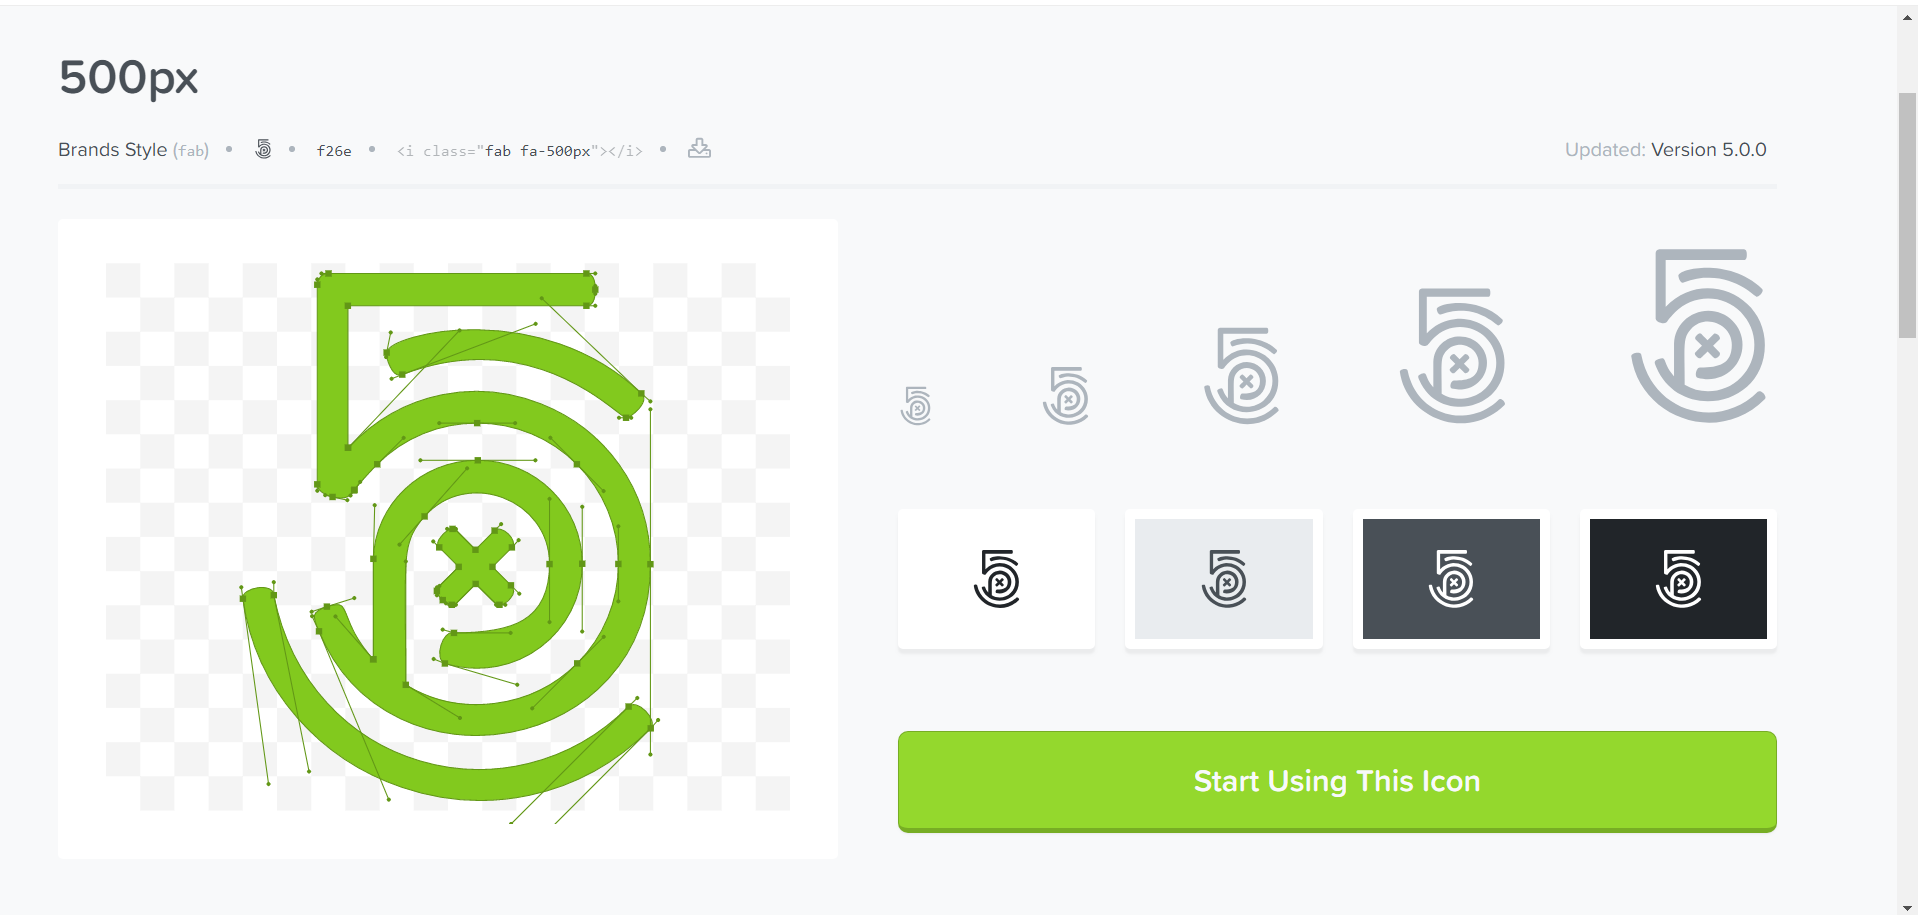 500px
Brands Style (fab) • f26e • <i class="fab fa-500px"></i> •
Updated: Version 5.0.0
Start Using This Icon